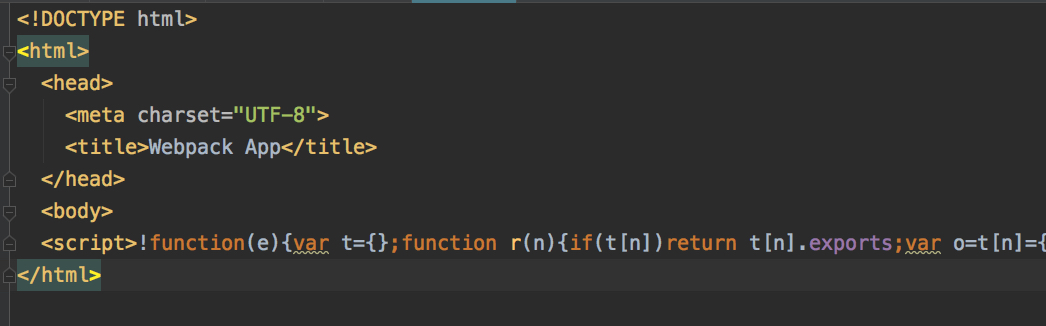 <!DOCTYPE html>
<html>
<head>
<meta charset="UTF-8">
<title>Webpack App</title>
</head>
<body>
<script>!function(e){var t={};function r(n){if(t[n])return t[n].exports;var o=t[n]={
</html>